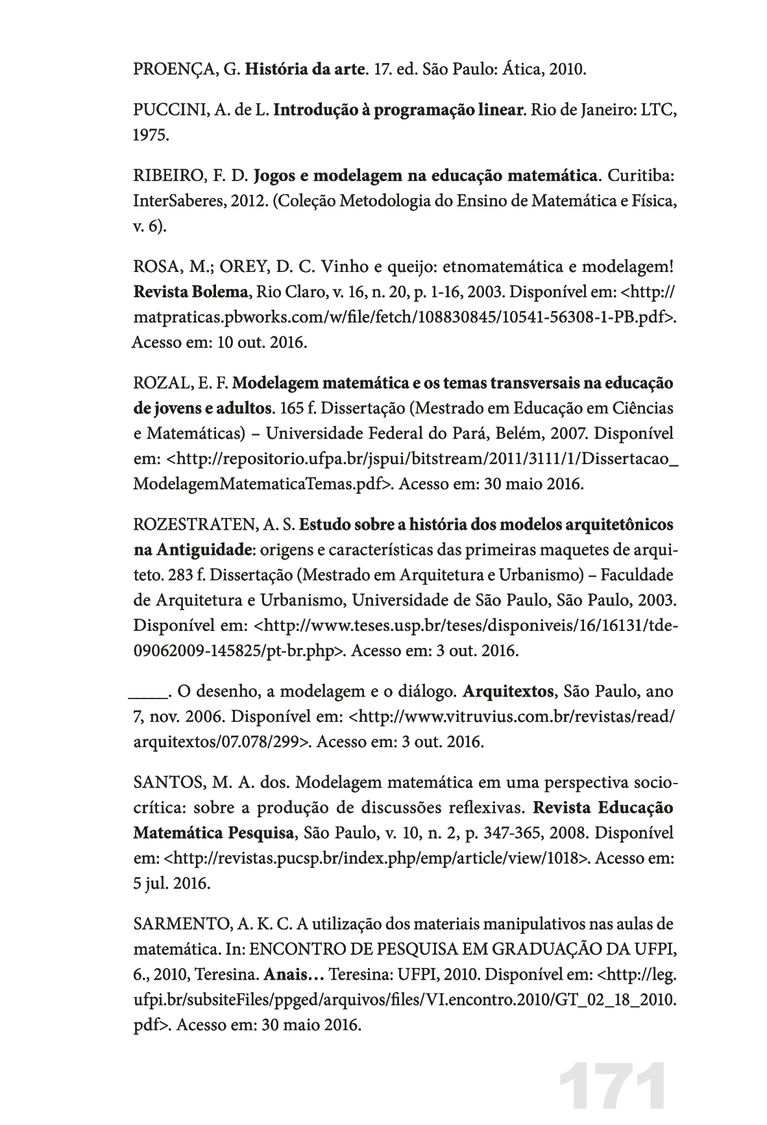 PROENÇA, G. História da arte. 17. ed. São Paulo: Ática, 2010.
PUCCINI, A. de L. Introdução à programação linear. Rio de Janeiro: LTC,
1975.
RIBEIRO, F. D. Jogos e modelagem na educação matemática. Curitiba:
InterSaberes, 2012. (Coleção Metodologia do Ensino de Matemática e Física,
v. 6).
ROSA, M.; OREY, D. C. Vinho e queijo: etnomatemática e modelagem!
Revista Bolema, Rio Claro, v. 16, n. 20, p. 1-16, 2003. Disponível em: <http://
matpraticas.pbworks.com/w/file/fetch/108830845/10541-56308-1-PB.pdf>.
Acesso em: 10 out. 2016.
ROZAL, E. F. Modelagem matemática e os temas transversais na educação
de jovens e adultos. 165 f. Dissertação (Mestrado em Educação em Ciências
e Matemáticas) – Universidade Federal do Pará, Belém, 2007. Disponível
em: <http://repositorio.ufpa.br/jspui/bitstream/2011/3111/1/Dissertacao_
ModelagemMatematicaTemas.pdf>. Acesso em: 30 maio 2016.
ROZESTRATEN, A. S. Estudo sobre a história dos modelos arquitetônicos
na Antiguidade: origens e características das primeiras maquetes de arqui-
teto. 283 f. Dissertação (Mestrado em Arquitetura e Urbanismo) – Faculdade
de Arquitetura e Urbanismo, Universidade de São Paulo, São Paulo, 2003.
Disponível em: <http://www.teses.usp.br/teses/disponiveis/16/16131/tde-
09062009-145825/pt-br.php>. Acesso em: 3 out. 2016.
_____. O desenho, a modelagem e o diálogo. Arquitextos, São Paulo, ano
7, nov. 2006. Disponível em: <http://www.vitruvius.com.br/revistas/read/
arquitextos/07.078/299>. Acesso em: 3 out. 2016.
SANTOS, M. A. dos. Modelagem matemática em uma perspectiva socio-
crítica: sobre a produção de discussões reflexivas. Revista Educação
Matemática Pesquisa, São Paulo, v. 10, n. 2, p. 347-365, 2008. Disponível
em: <http://revistas.pucsp.br/index.php/emp/article/view/1018>. Acesso em:
5 jul. 2016.
SARMENTO, A. K. C. A utilização dos materiais manipulativos nas aulas de
matemática. In: ENCONTRO DE PESQUISA EM GRADUAÇÃO DA UFPI,
6., 2010, Teresina. Anais… Teresina: UFPI, 2010. Disponível em: <http://leg.
ufpi.br/subsiteFiles/ppged/arquivos/files/VI.encontro.2010/GT_02_18_2010.
pdf>. Acesso em: 30 maio 2016.
171